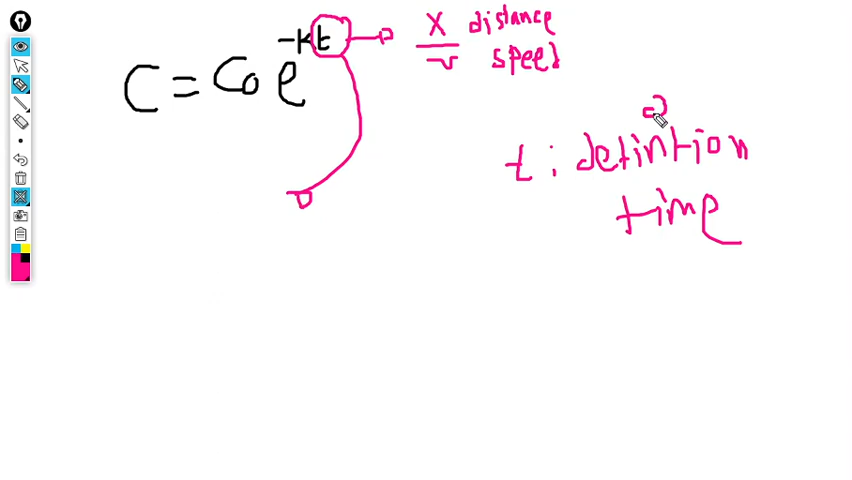 C = Co e^-kt
X distance
v speed
t : detintion
time